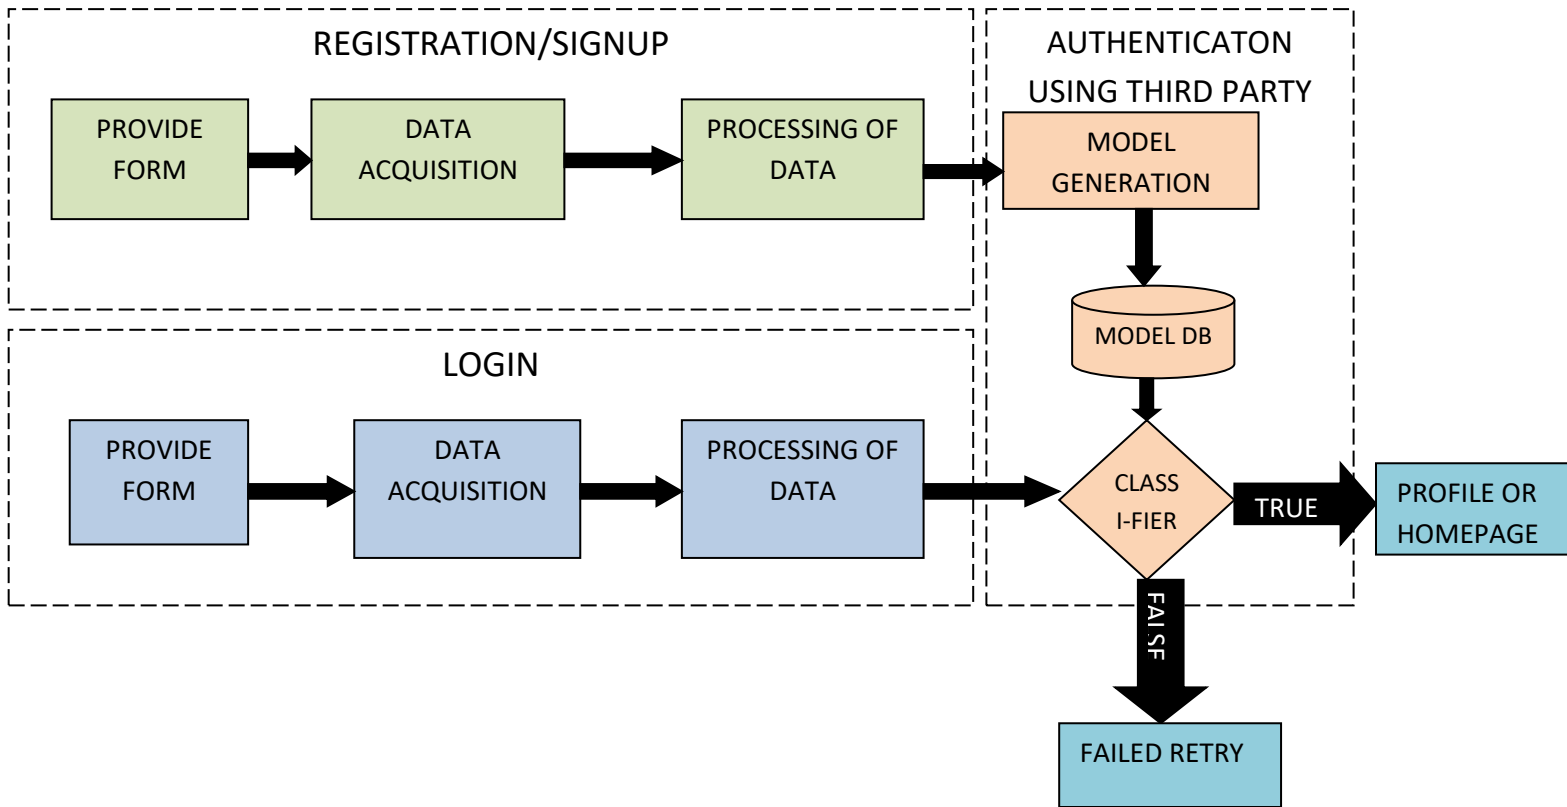 REGISTRATION/SIGNUP
PROVIDE
FORM
DATA
ACQUISITION
PROCESSING OF
DATA
AUTHENTICATON
USING THIRD PARTY
MODEL
GENERATION
MODEL DB
LOGIN
PROVIDE
FORM
DATA
ACQUISITION
PROCESSING OF
DATA
CLASS
I-FIER
TRUE
PROFILE OR
HOMEPAGE
FALSE
FAILED RETRY